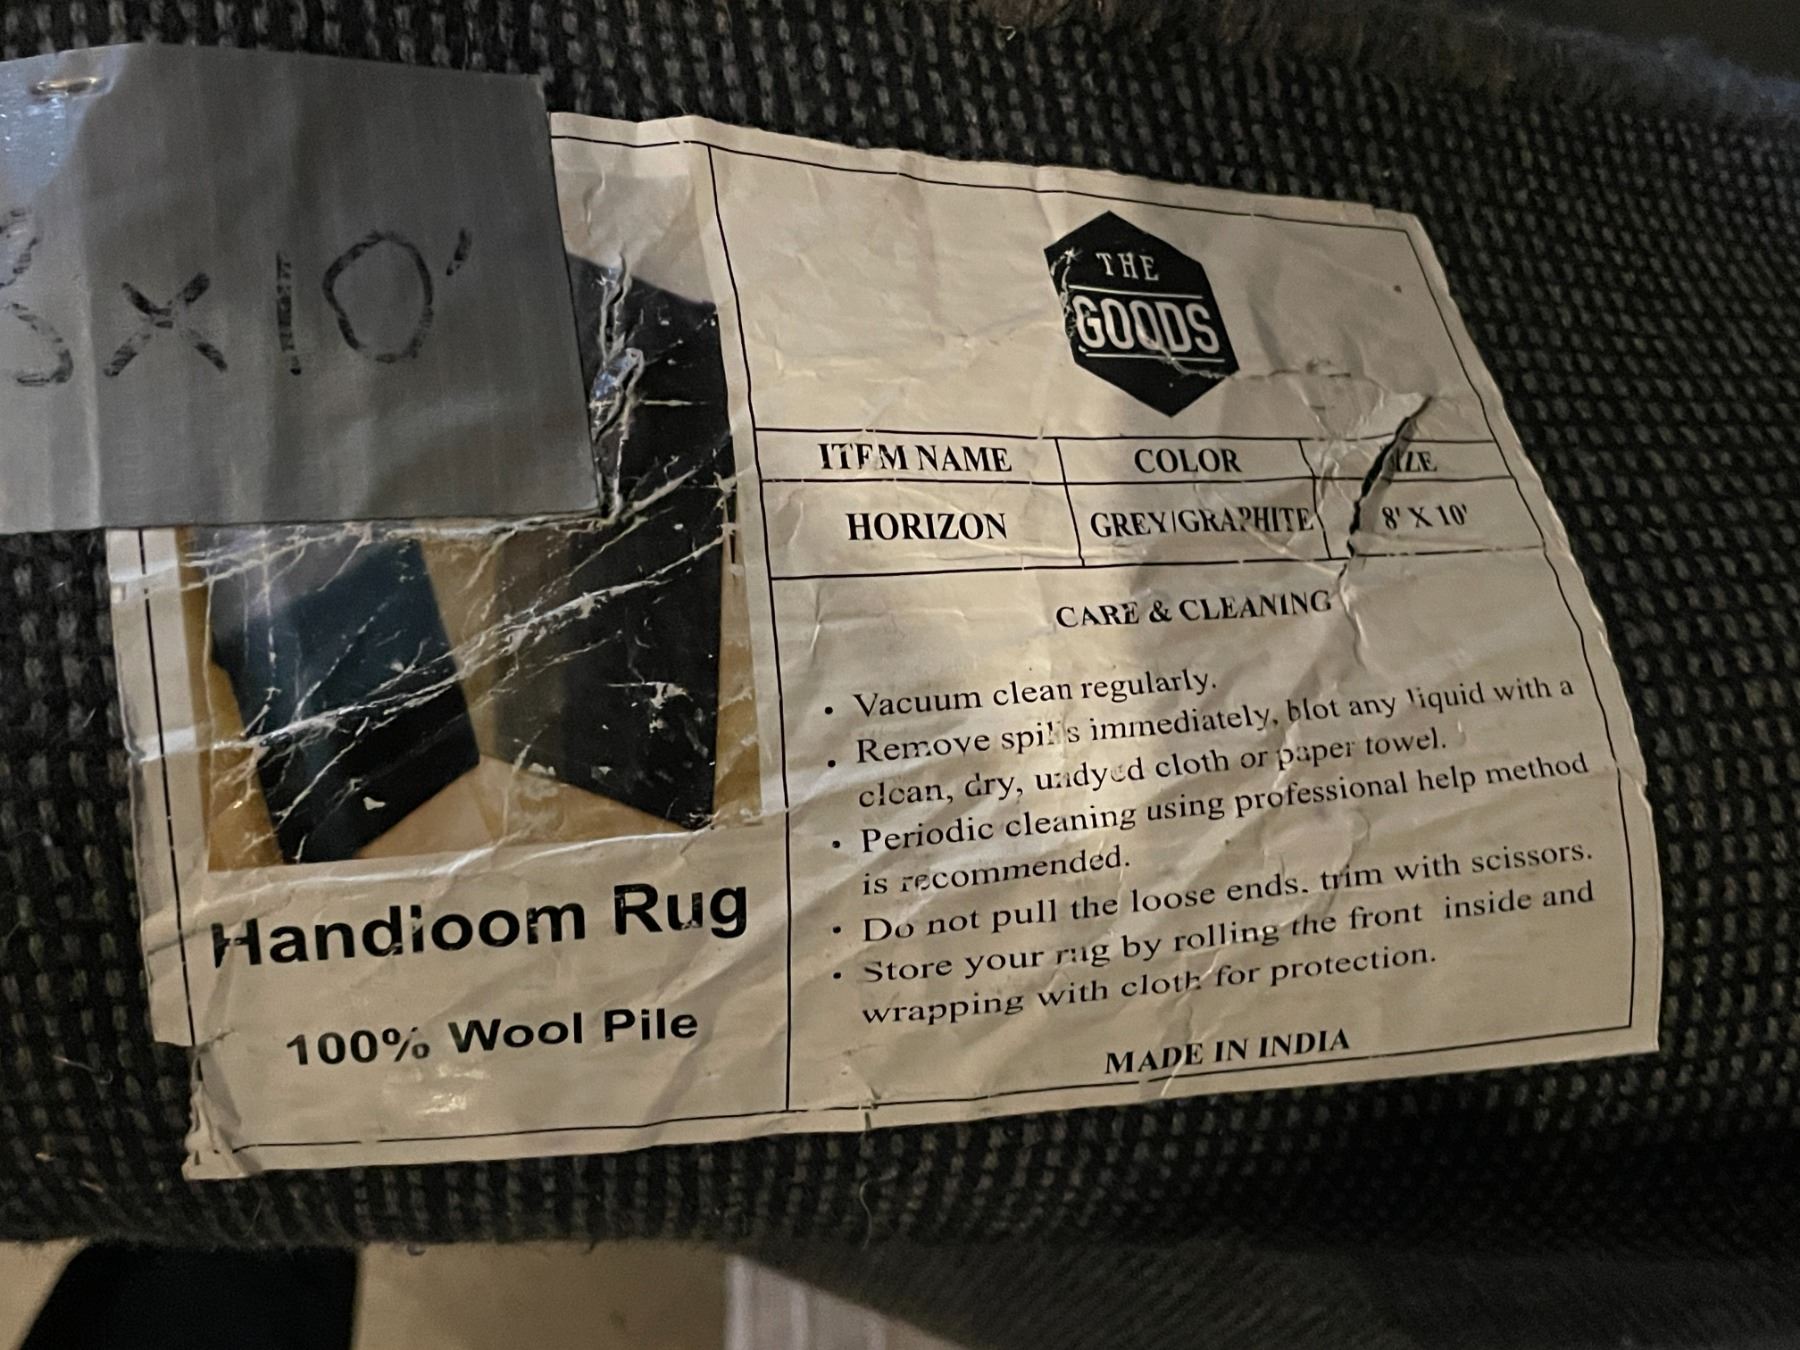 8 x 10'
THE
GOODS
ITEM NAME COLOR SIZE
HORIZON GREY/GRAPHITE 8' X 10'
CARE & CLEANING
• Vacuum clean regularly.
• Remove spills immediately, blot any liquid with a
clean, dry, undyed cloth or paper towel.
• Periodic cleaning using professional help method
is recommended.
• Do not pull the loose ends. trim with scissors.
• Store your rug by rolling the front inside and
wrapping with cloth for protection.
MADE IN INDIA
Handloom Rug
100% Wool Pile